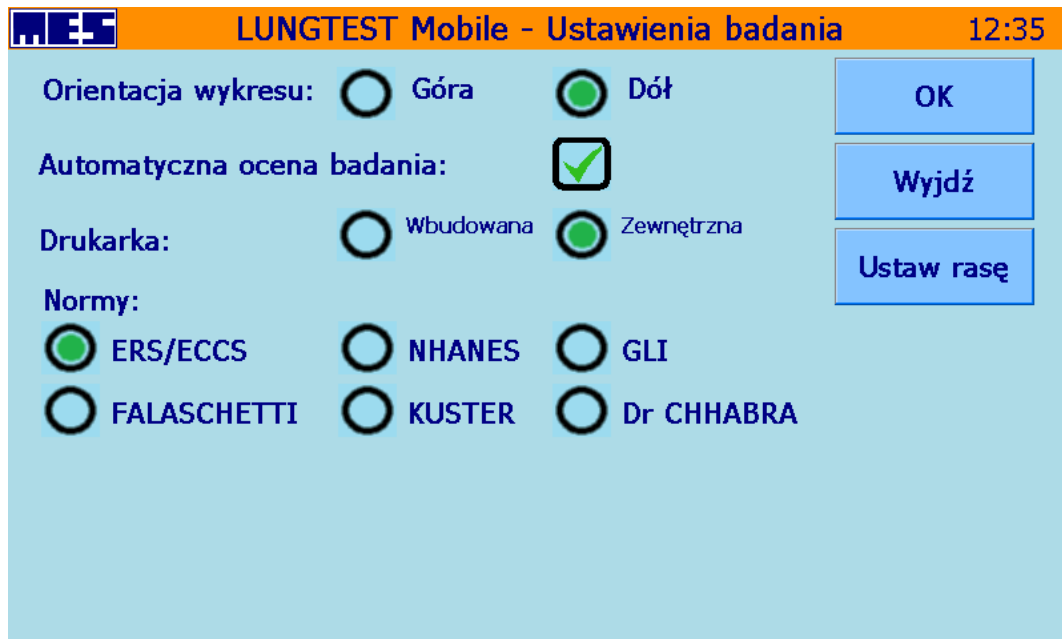 MES LUNGTEST Mobile - Ustawienia badania 12:35
Orientacja wykresu: Góra Dół OK
Automatyczna ocena badania: Wyjdź
Drukarka: Wbudowana Zewnętrzna Ustaw rasę
Normy:
ERS/ECCS NHANES GLI
FALASCHETTI KUSTER Dr CHHABRA